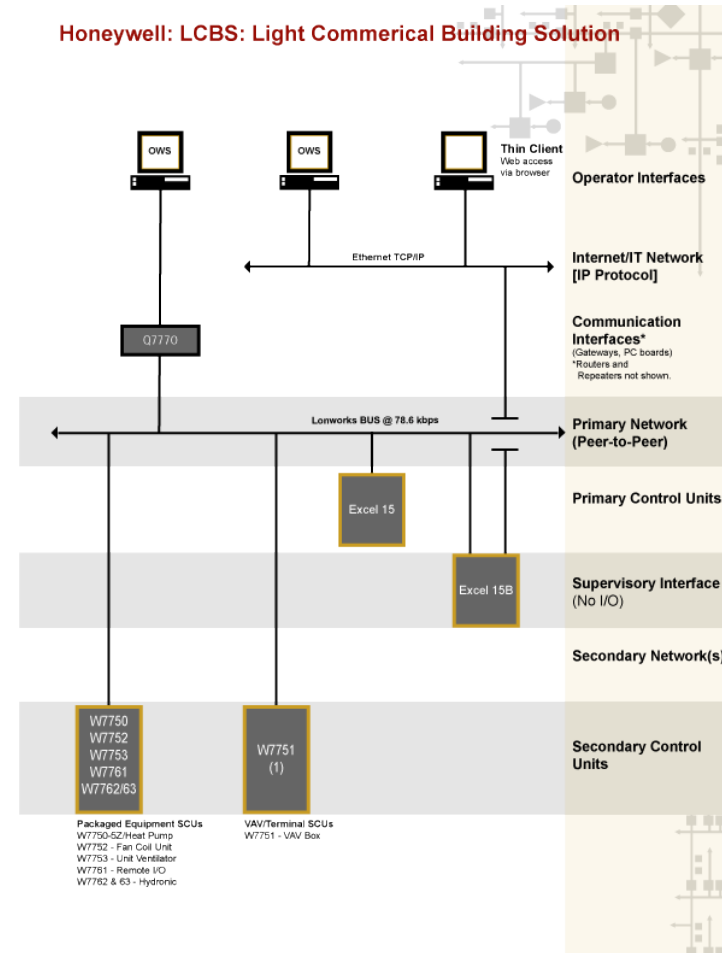 Honeywell: LCBS: Light Commerical Building Solution
OWS
OWS
Thin Client
Web access
via browser
Operator Interfaces
Ethernet TCP/IP
Internet/IT Network
[IP Protocol]
Q7770
Communication
Interfaces*
(Gateways, PC boards)
*Routers and
Repeaters not shown.
Lonworks BUS @ 78.6 kbps
Primary Network
(Peer-to-Peer)
Excel 15
Primary Control Units
Excel 15B
Supervisory Interface
(No I/O)
Secondary Network(s)
W7750
W7752
W7753
W7761
W7762/63
W7751
(1)
Secondary Control
Units
Packaged Equipment SCUs
W7750-5Z/Heat Pump
W7752 - Fan Coil Unit
W7753 - Unit Ventilator
W7761 - Remote I/O
W7762 & 63 - Hydronic
VAV/Terminal SCUs
W7751 - VAV Box